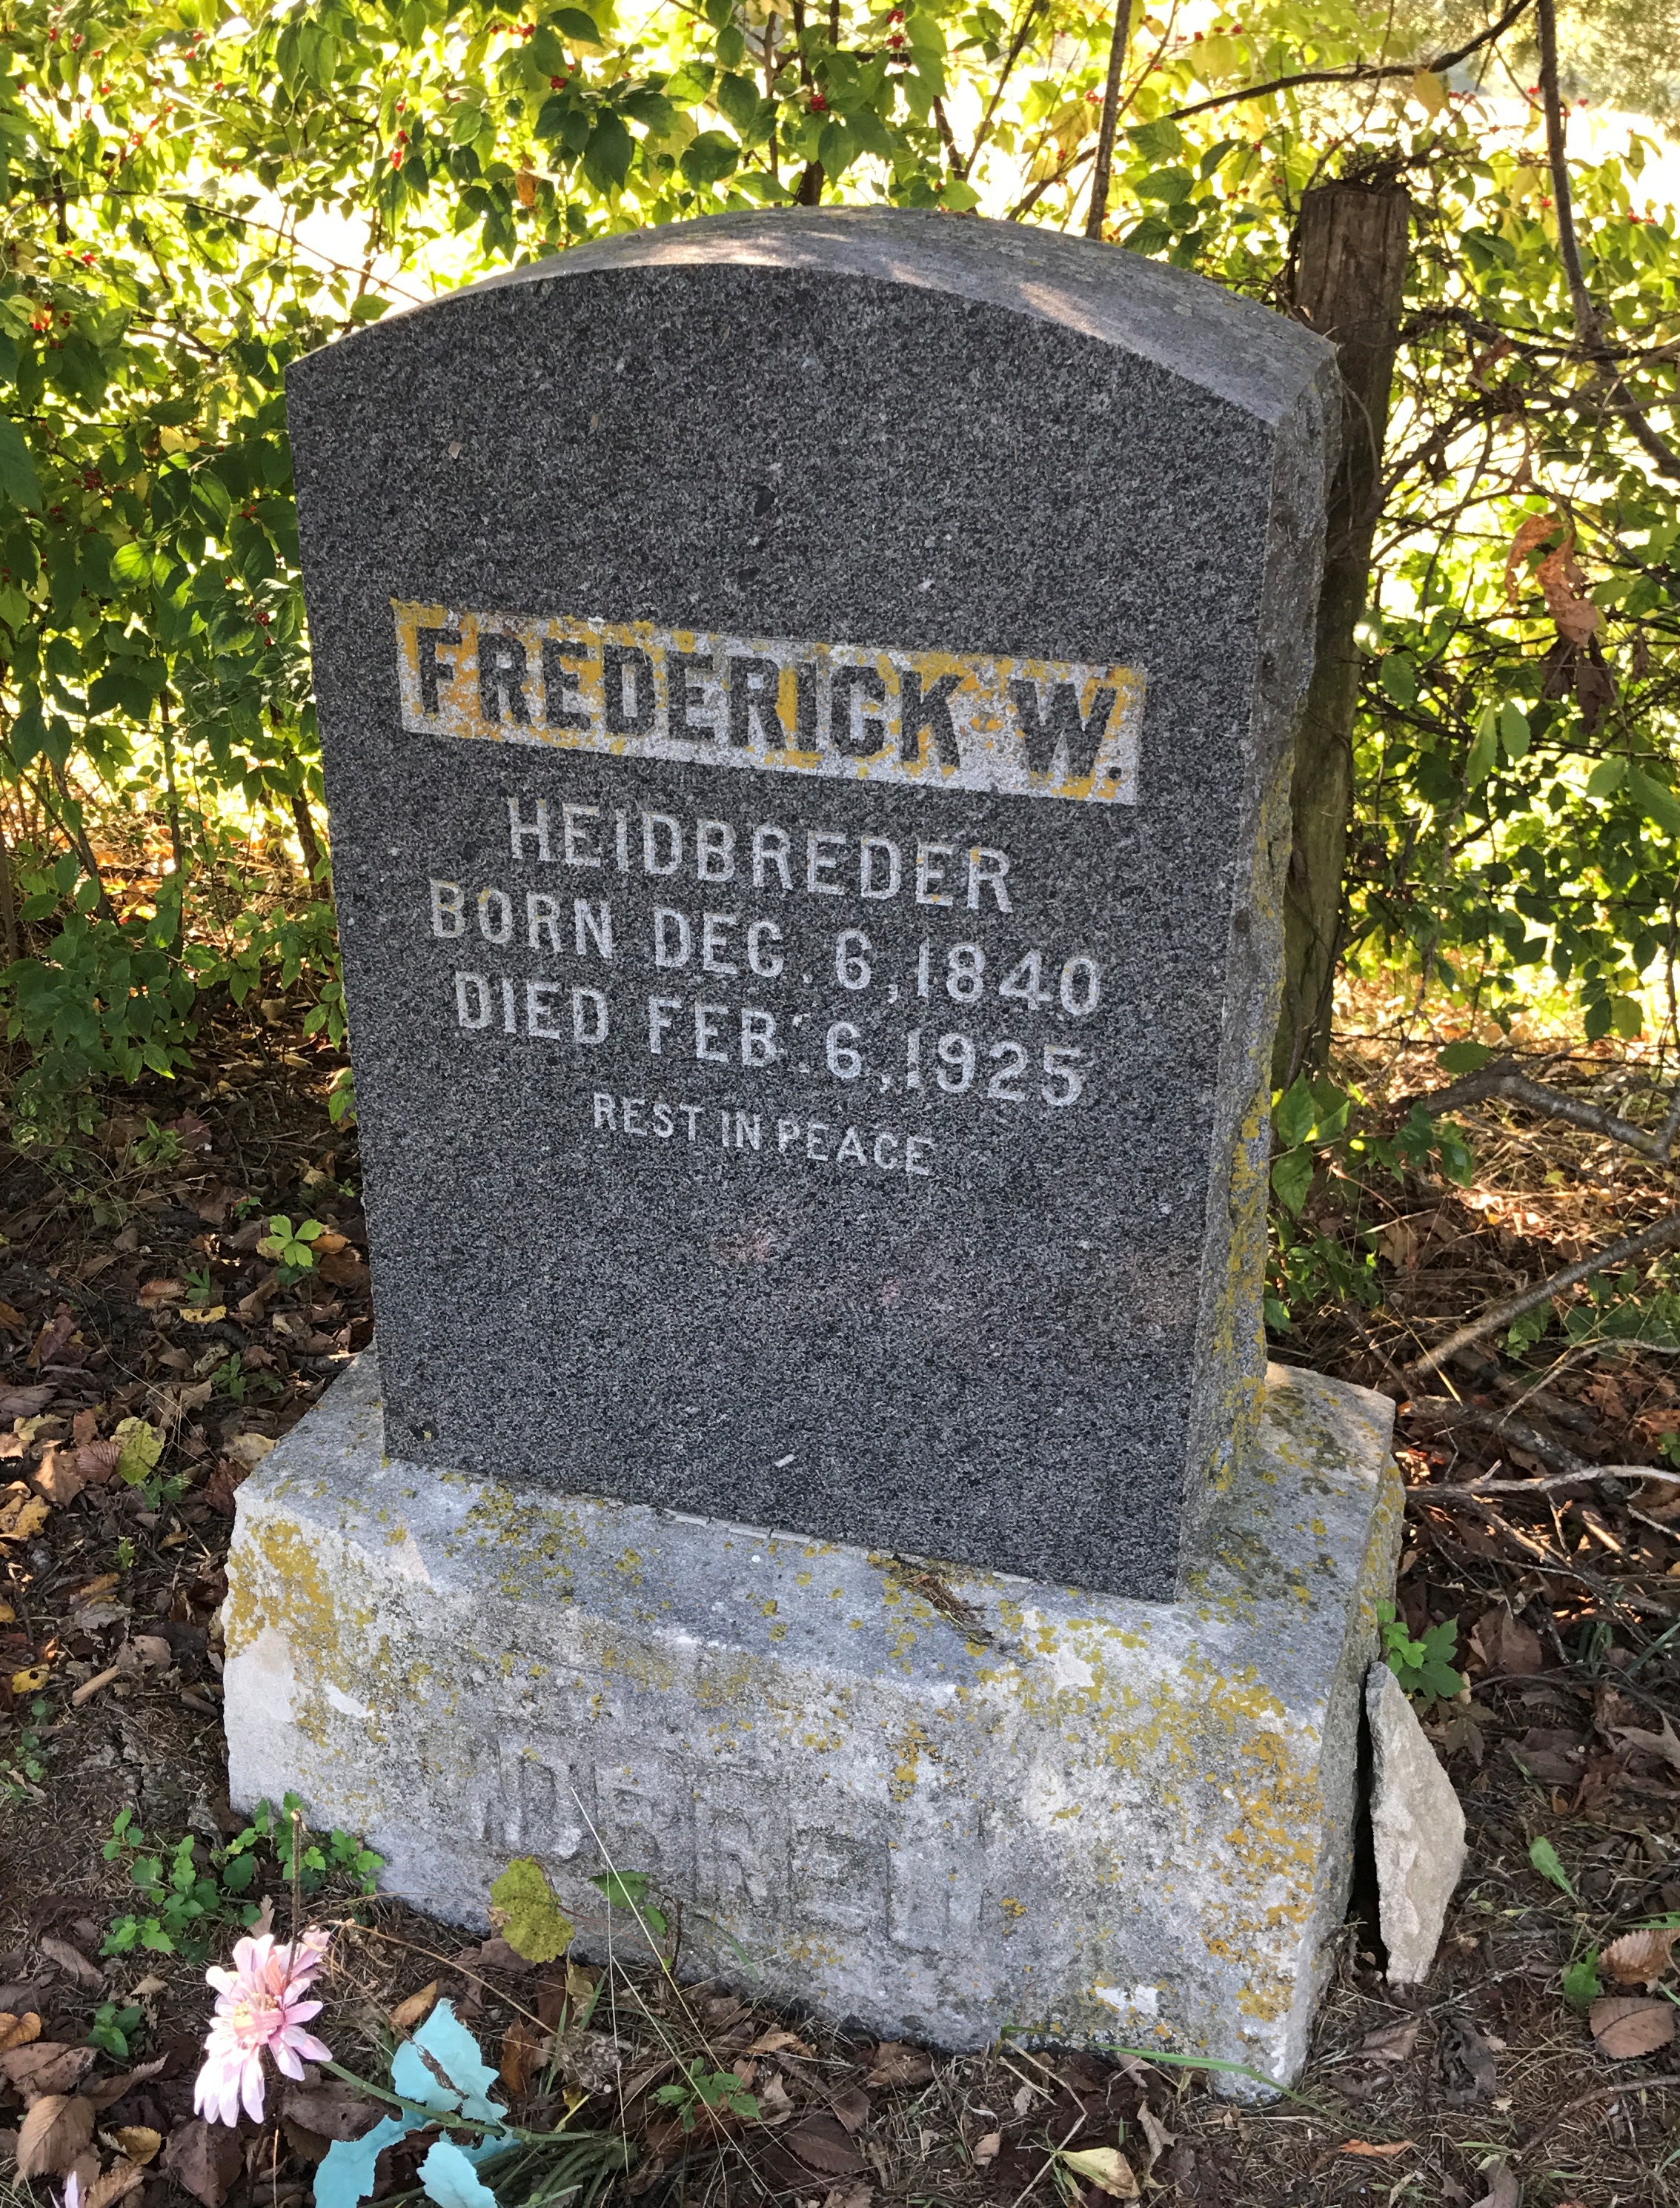 FREDERICK W.
HEIDBREDER
BORN DEC. 6, 1840
DIED FEB. 6, 1925
REST IN PEACE